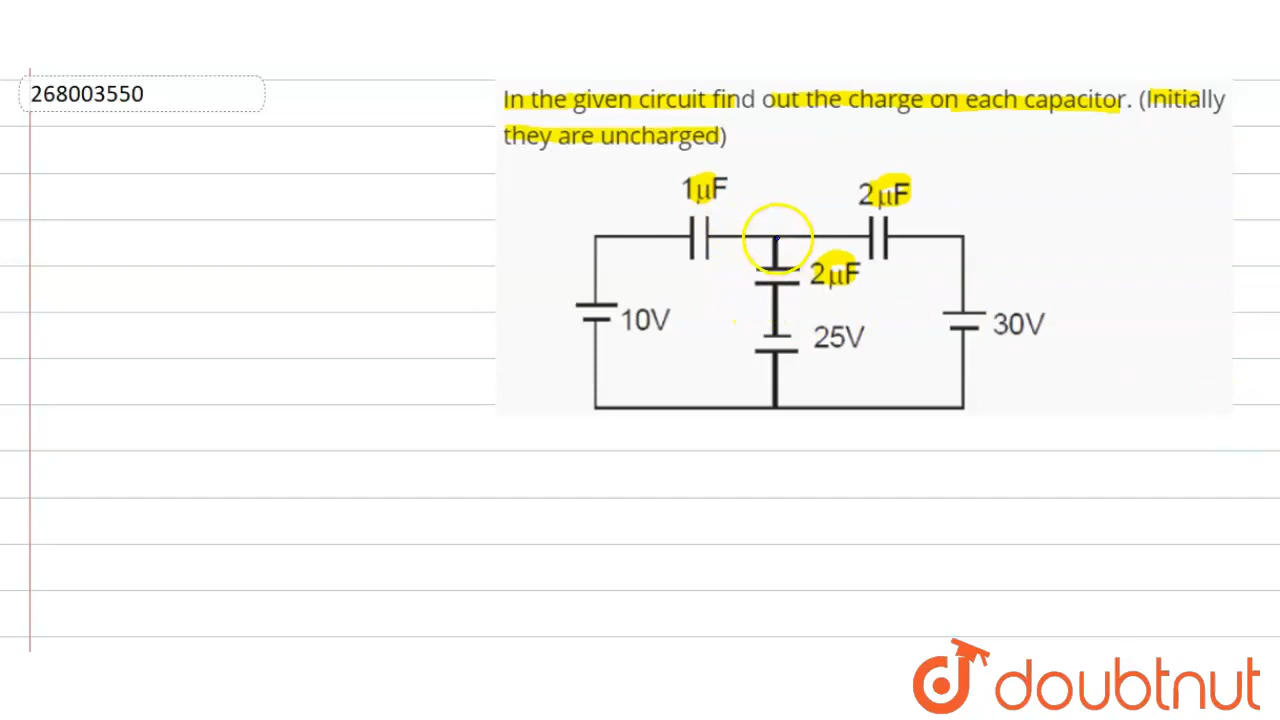 268003550
In the given circuit find out the charge on each capacitor. (Initially
they are uncharged)
1μF
2μF
2μF
10V
25V
30V
doubtnut